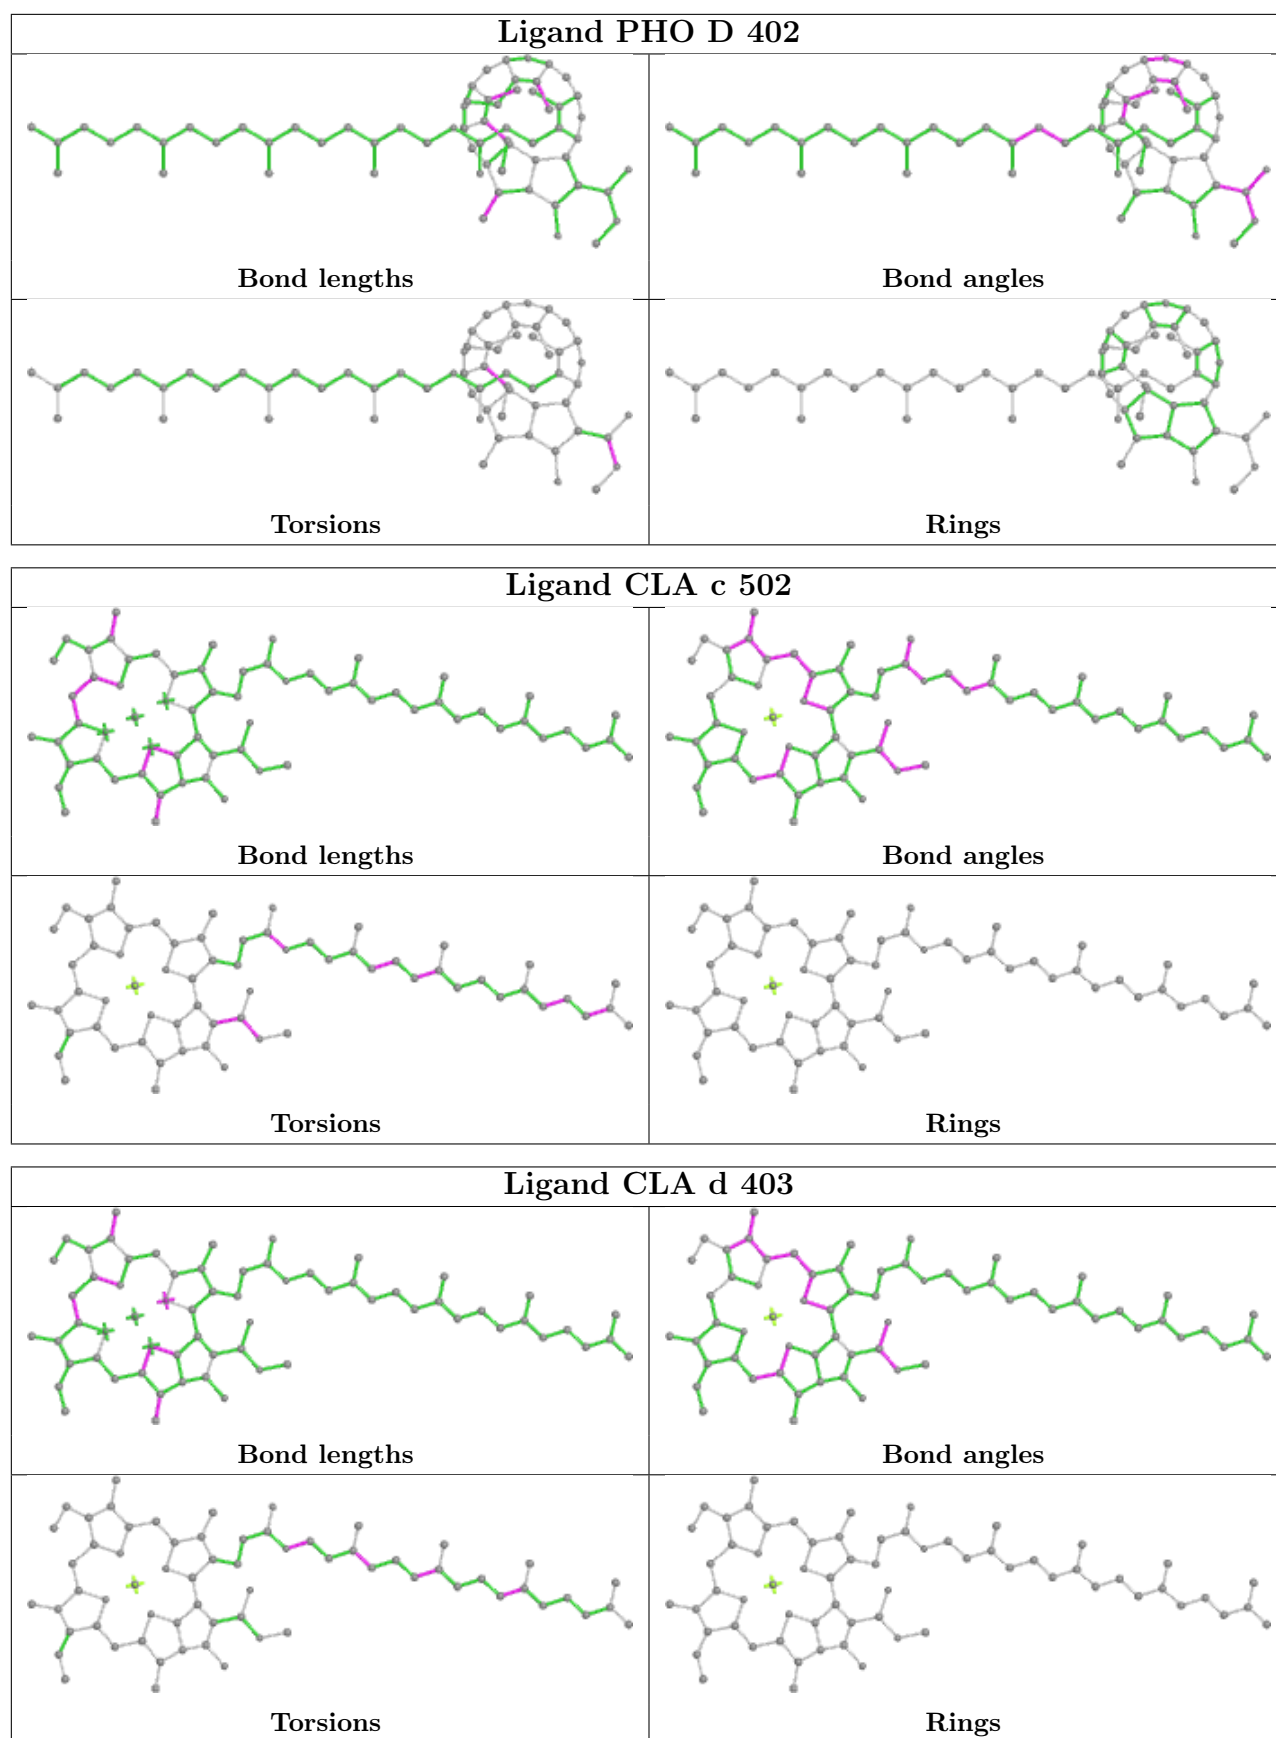 Ligand PHO D 402
Bond lengths
Bond angles
Torsions
Rings
Ligand CLA c 502
Bond lengths
Bond angles
Torsions
Rings
Ligand CLA d 403
Bond lengths
Bond angles
Torsions
Rings